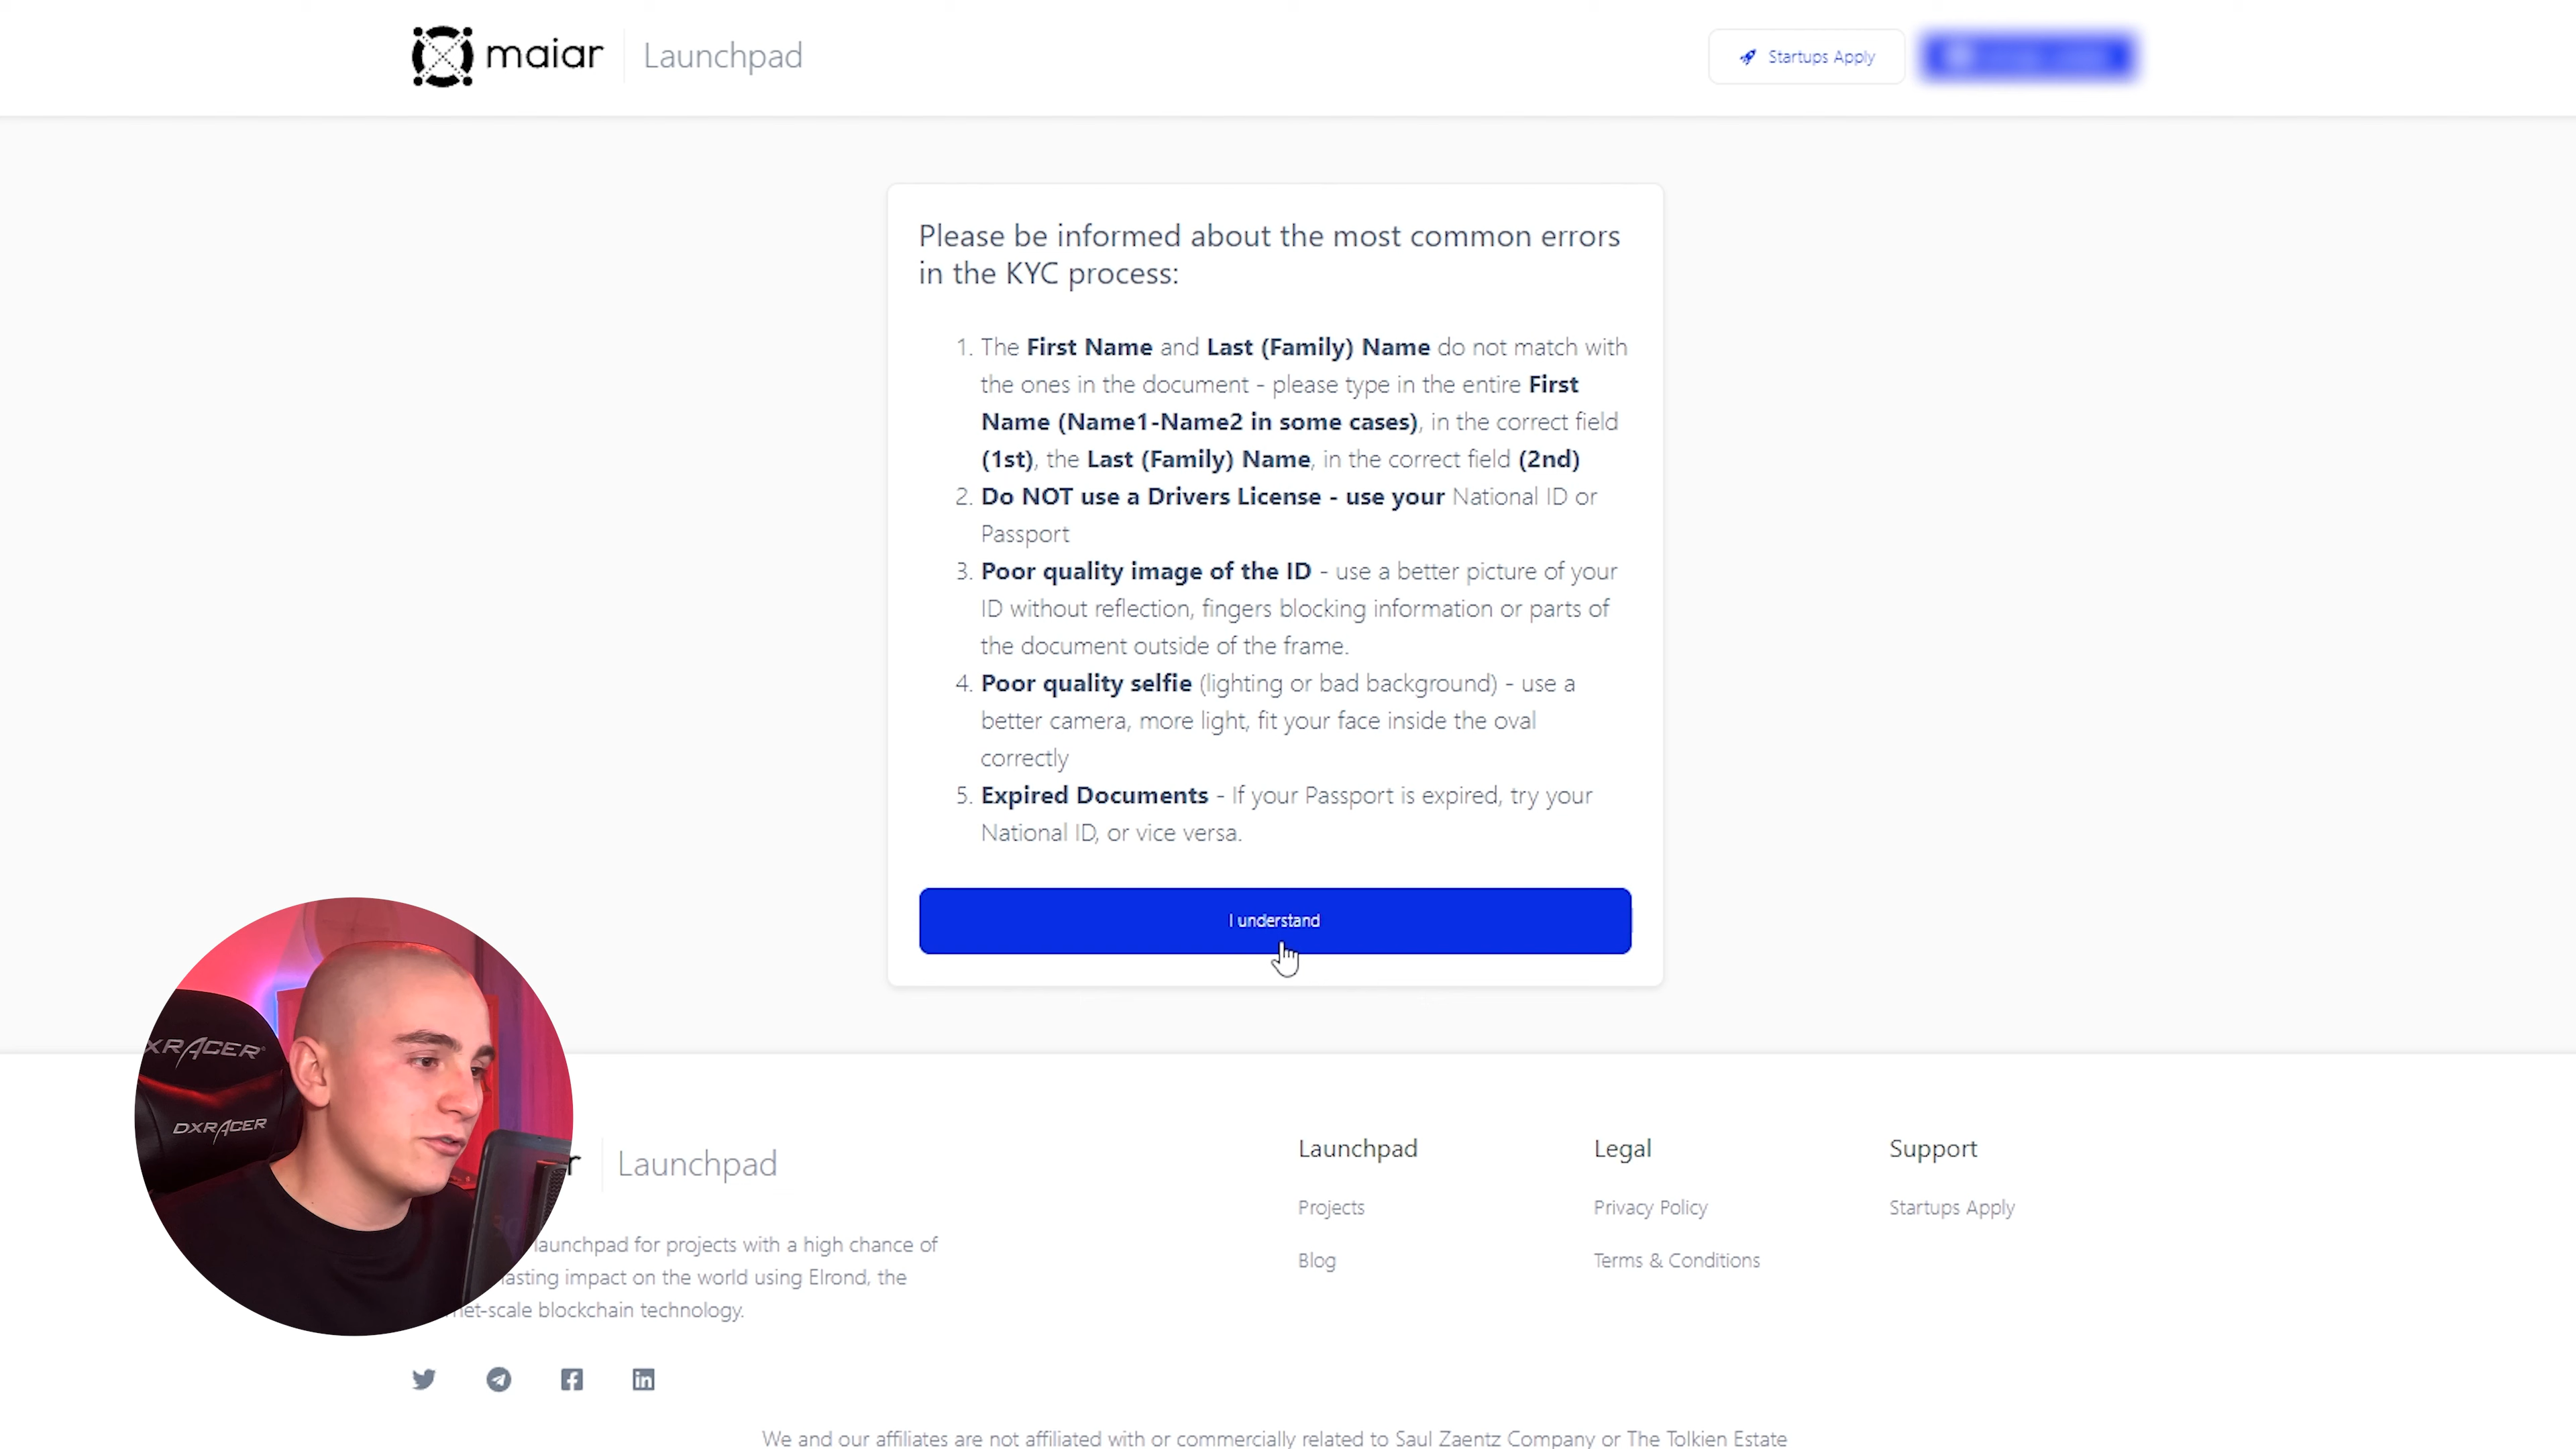 maiar Launchpad
Startups Apply
Please be informed about the most common errors
in the KYC process:
1. The First Name and Last (Family) Name do not match with
the ones in the document - please type in the entire First
Name (Name1-Name2 in some cases), in the correct field
(1st), the Last (Family) Name, in the correct field (2nd)
2. Do NOT use a Drivers License - use your National ID or
Passport
3. Poor quality image of the ID - use a better picture of your
ID without reflection, fingers blocking information or parts of
the document outside of the frame.
4. Poor quality selfie (lighting or bad background) - use a
better camera, more light, fit your face inside the oval
correctly
5. Expired Documents - If your Passport is expired, try your
National ID, or vice versa.
I understand
XRACER
DXRACER
r Launchpad
launchpad for projects with a high chance of
lasting impact on the world using Elrond, the
net-scale blockchain technology.
Launchpad
Projects
Blog
Legal
Privacy Policy
Terms & Conditions
Support
Startups Apply
We and our affiliates are not affiliated with or commercially related to Saul Zaentz Company or The Tolkien Estate